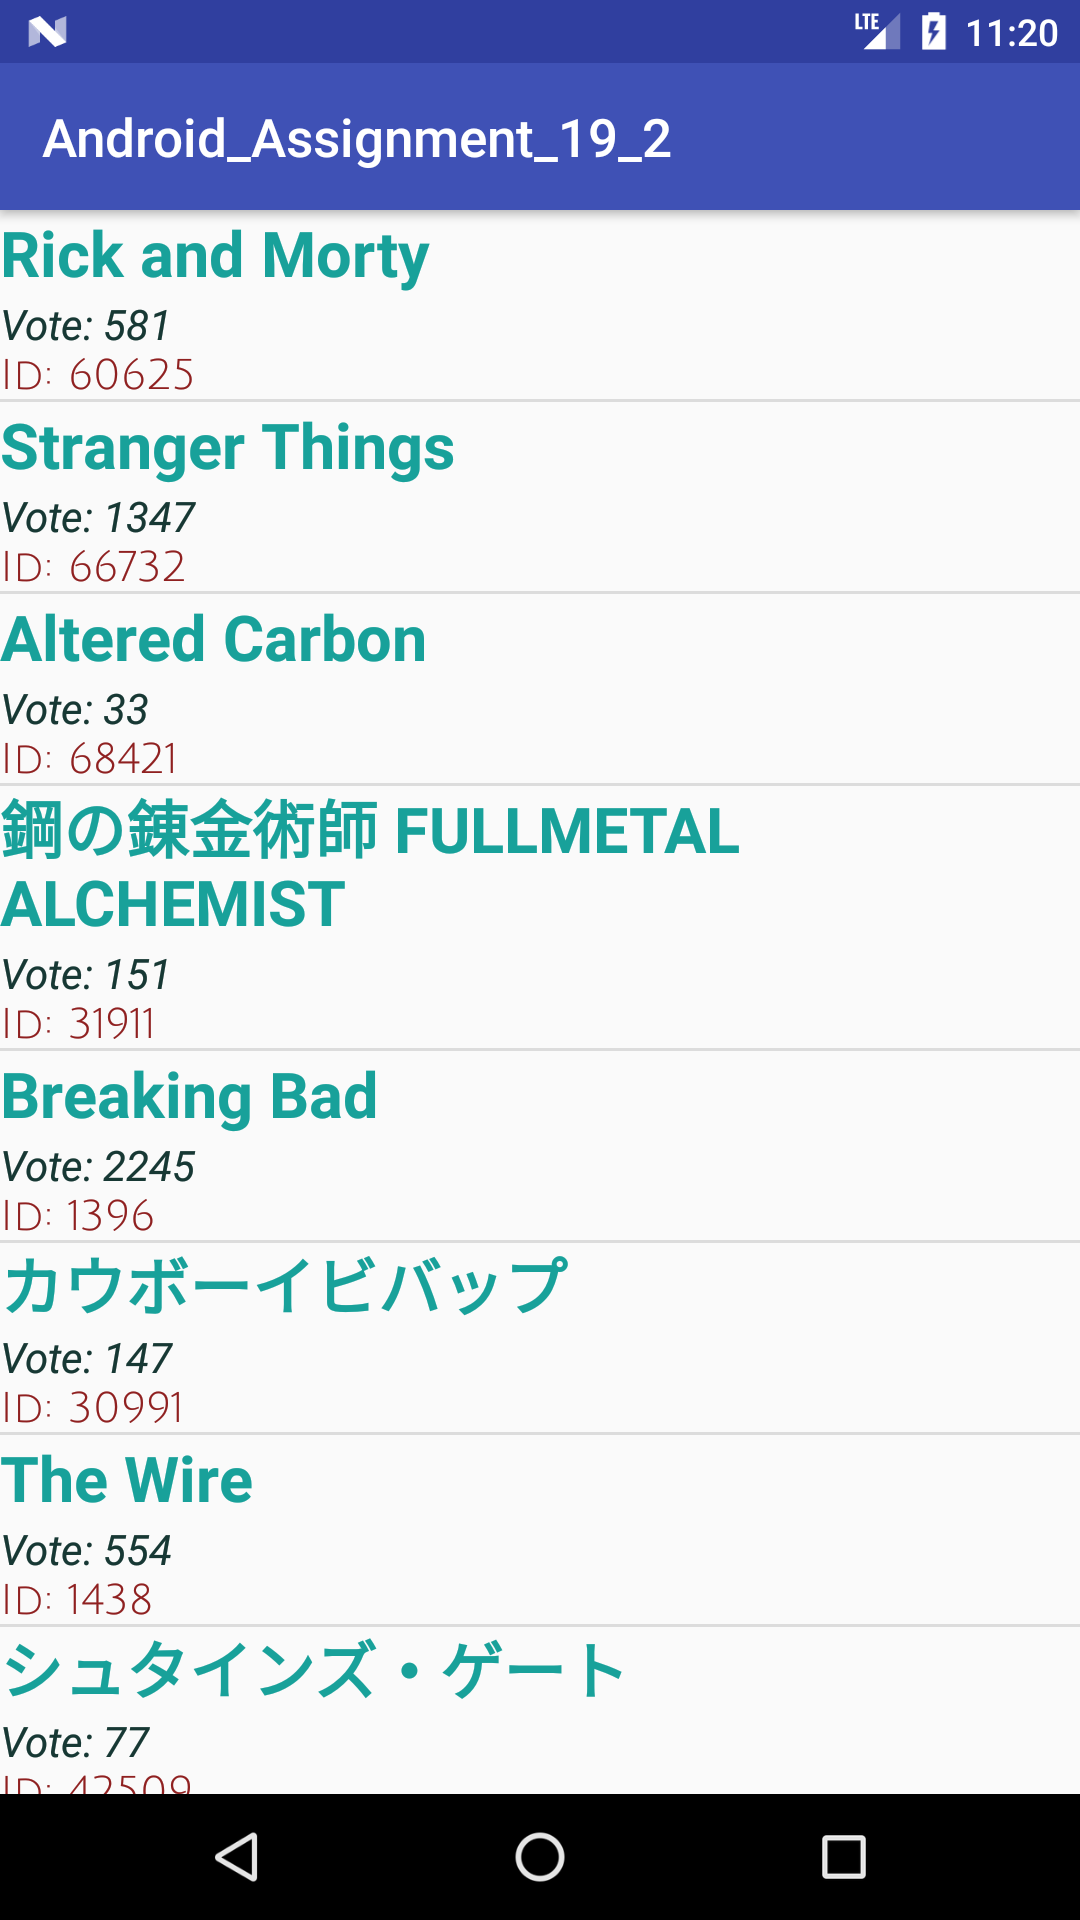 LTE 11:20
Android_Assignment_19_2
Rick and Morty
Vote: 581
ID: 60625
Stranger Things
Vote: 1347
ID: 66732
Altered Carbon
Vote: 33
ID: 68421
鋼の錬金術師 FULLMETAL
ALCHEMIST
Vote: 151
ID: 31911
Breaking Bad
Vote: 2245
ID: 1396
カウボーイビバップ
Vote: 147
ID: 30991
The Wire
Vote: 554
ID: 1438
シュタインズ・ゲート
Vote: 77
ID: 42509